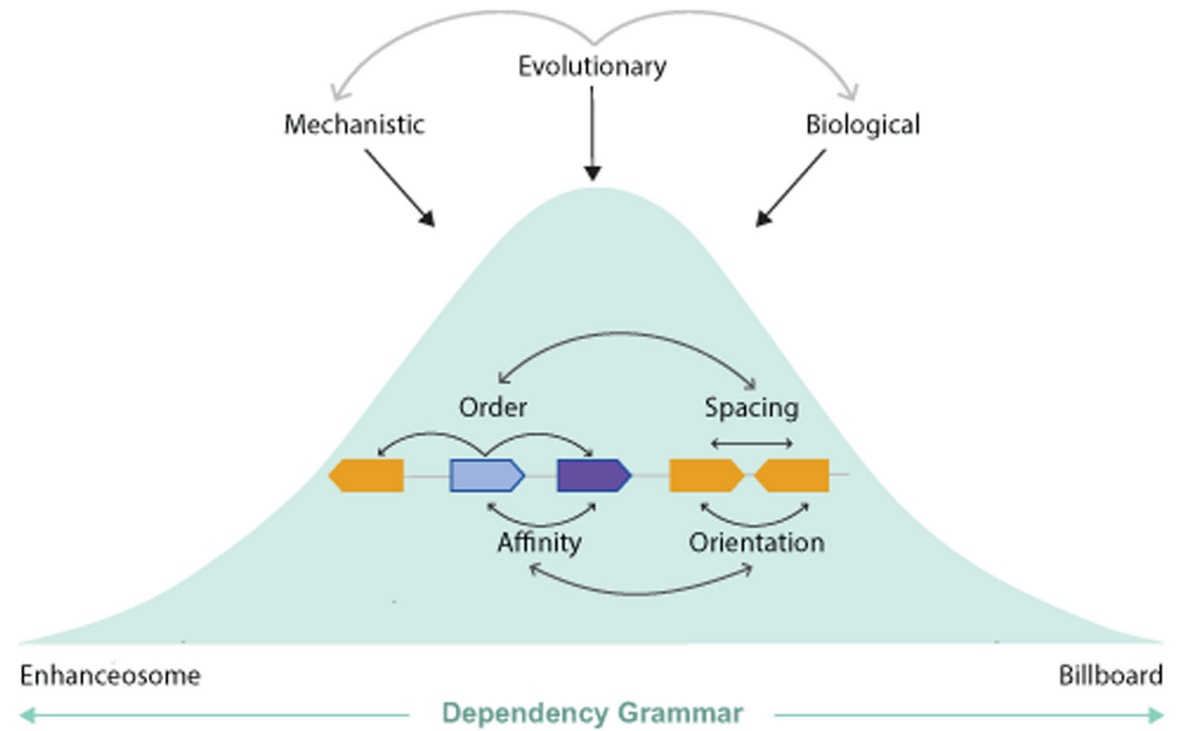 Evolutionary
Mechanistic
Biological
Order
Spacing
Affinity
Orientation
Enhanceosome
Billboard
Dependency Grammar